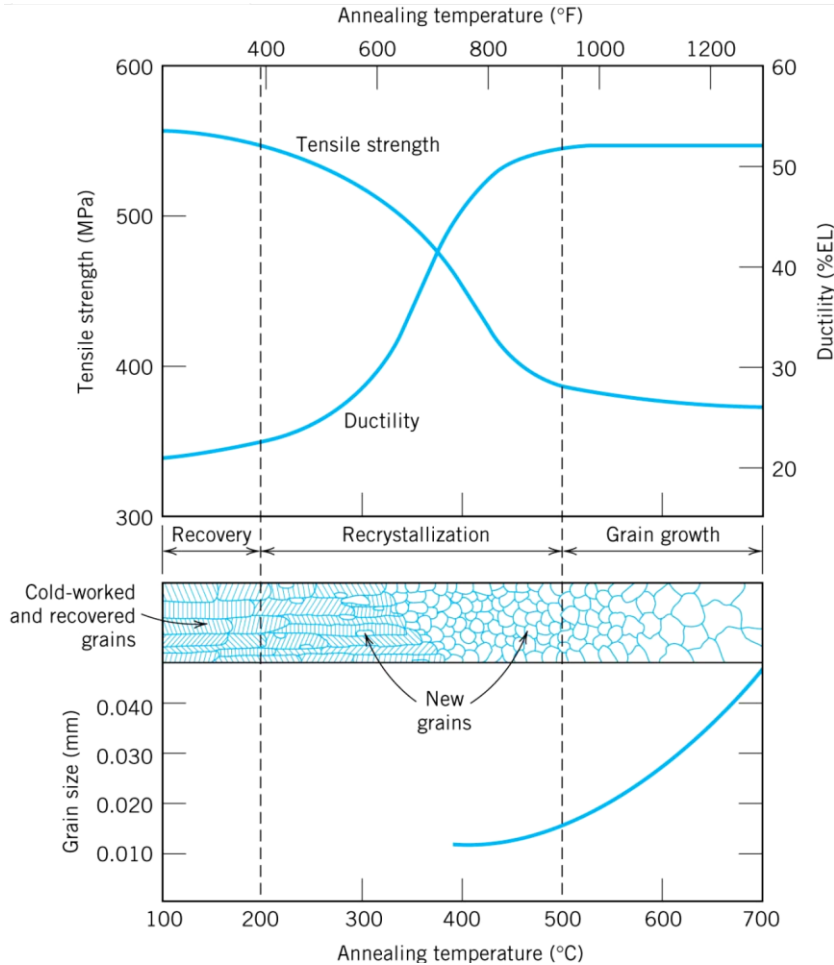 Annealing temperature (°F)
400 600 800 1000 1200
600
500
400
300
Tensile strength (MPa)
60
50
40
30
20
Ductility (%EL)
Tensile strength
Ductility
Recovery
Recrystallization
Grain growth
Cold-worked
and recovered
grains
New
grains
0.040
0.030
0.020
0.010
Grain size (mm)
100 200 300 400 500 600 700
Annealing temperature (°C)